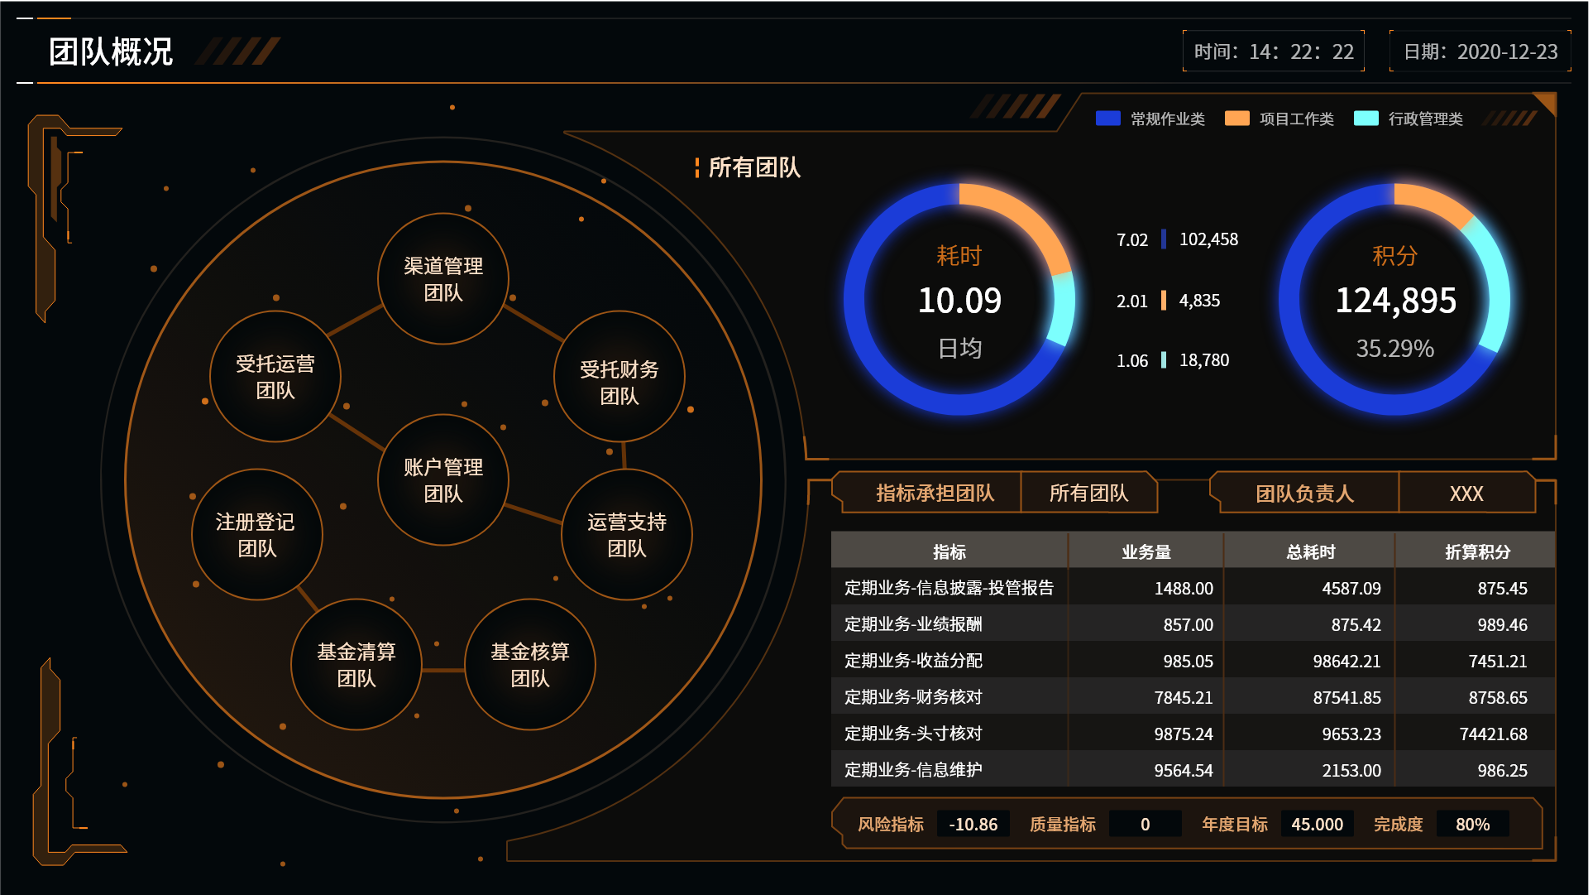 团队概况
时间：14：22：22
日期：2020-12-23
常规作业类
项目工作类
行政管理类
所有团队
渠道管理
团队
受托运营
团队
受托财务
团队
账户管理
团队
注册登记
团队
运营支持
团队
基金清算
团队
基金核算
团队
耗时
10.09
日均
7.02 102,458
2.01 4,835
1.06 18,780
积分
124,895
35.29%
指标承担团队 所有团队
团队负责人 XXX
指标 业务量 总耗时 折算积分
定期业务-信息披露-投管报告 1488.00 4587.09 875.45
定期业务-业绩报酬 857.00 875.42 989.46
定期业务-收益分配 985.05 98642.21 7451.21
定期业务-财务核对 7845.21 87541.85 8758.65
定期业务-头寸核对 9875.24 9653.23 74421.68
定期业务-信息维护 9564.54 2153.00 986.25
风险指标 -10.86 质量指标 0 年度目标 45.000 完成度 80%